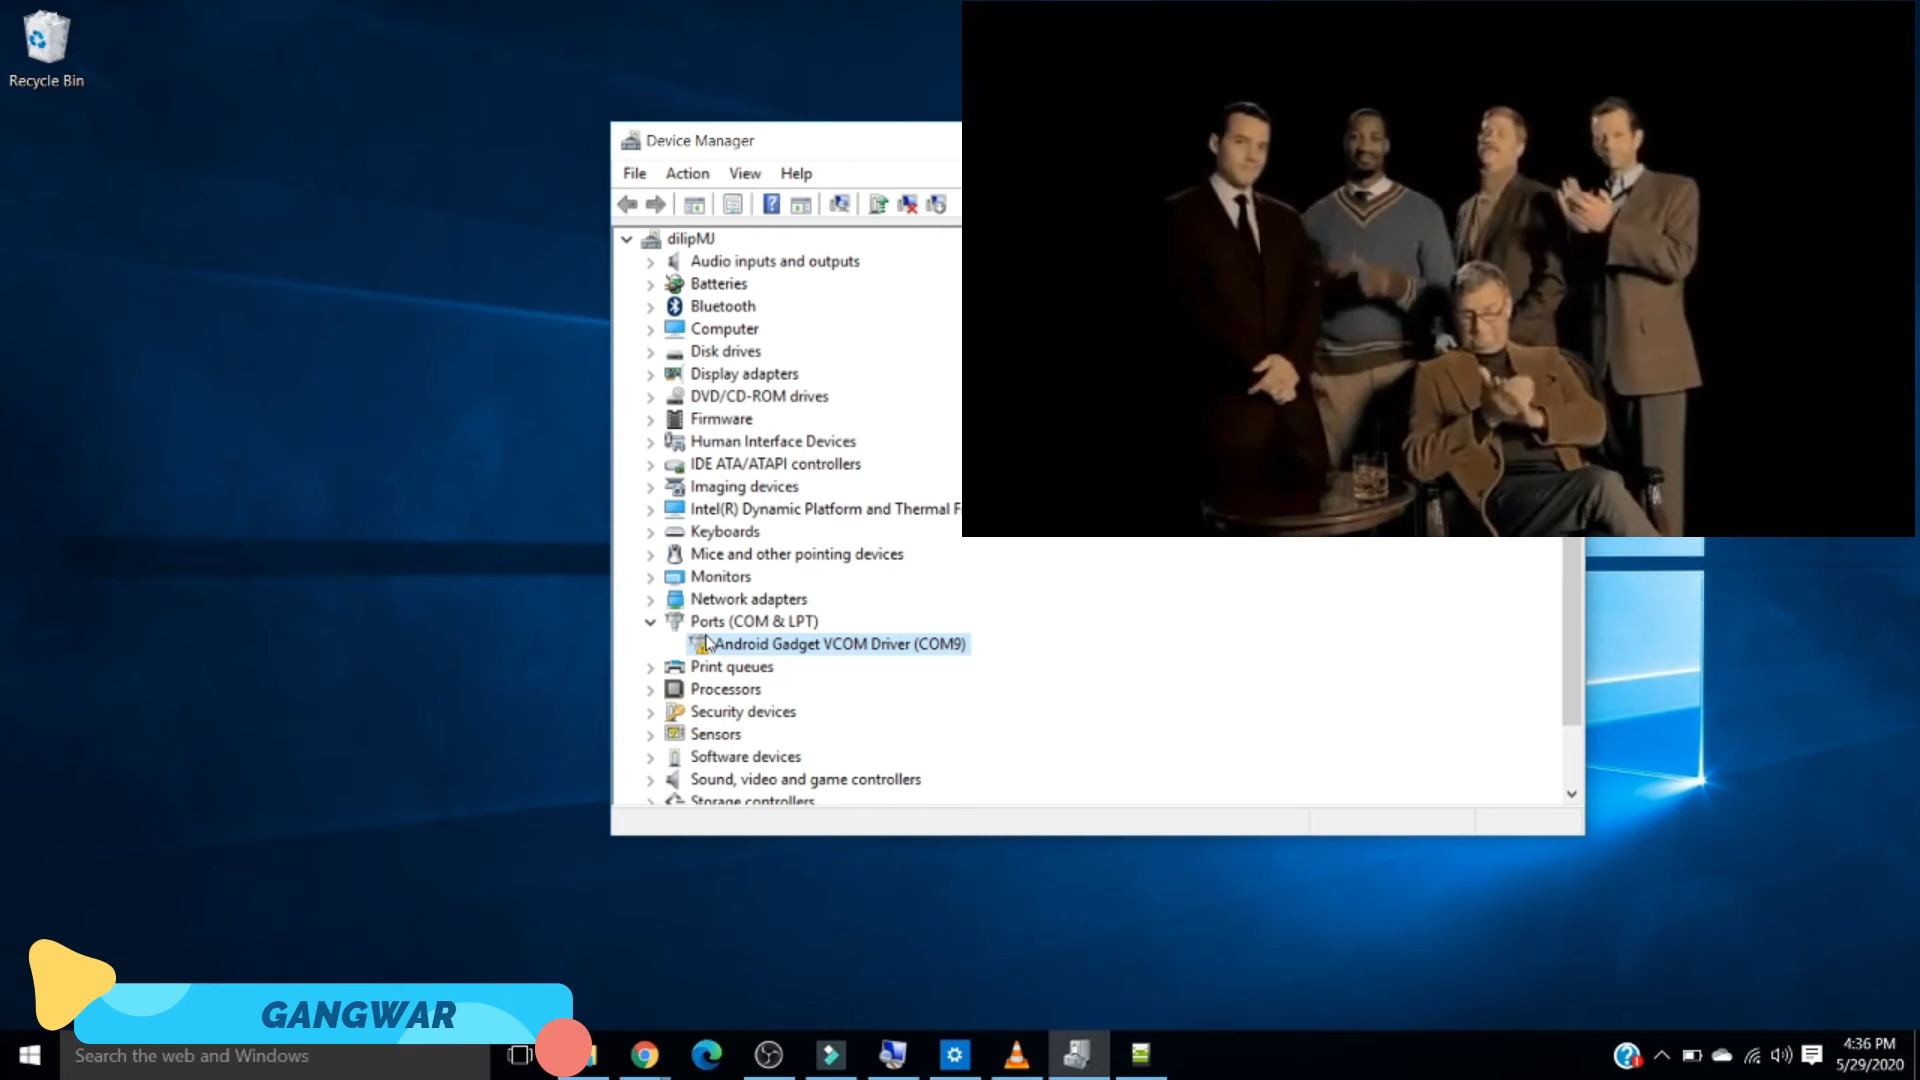 Recycle Bin
Device Manager
File Action View Help
dilipMJ
Audio inputs and outputs
Batteries
Bluetooth
Computer
Disk drives
Display adapters
DVD/CD-ROM drives
Firmware
Human Interface Devices
IDE ATA/ATAPI controllers
Imaging devices
Intel(R) Dynamic Platform and Thermal F
Keyboards
Mice and other pointing devices
Monitors
Network adapters
Ports (COM & LPT)
Android Gadget VCOM Driver (COM9)
Print queues
Processors
Security devices
Sensors
Software devices
Sound, video and game controllers
Storage controllers
GANGWAR
Search the web and Windows
4:36 PM
5/29/2020